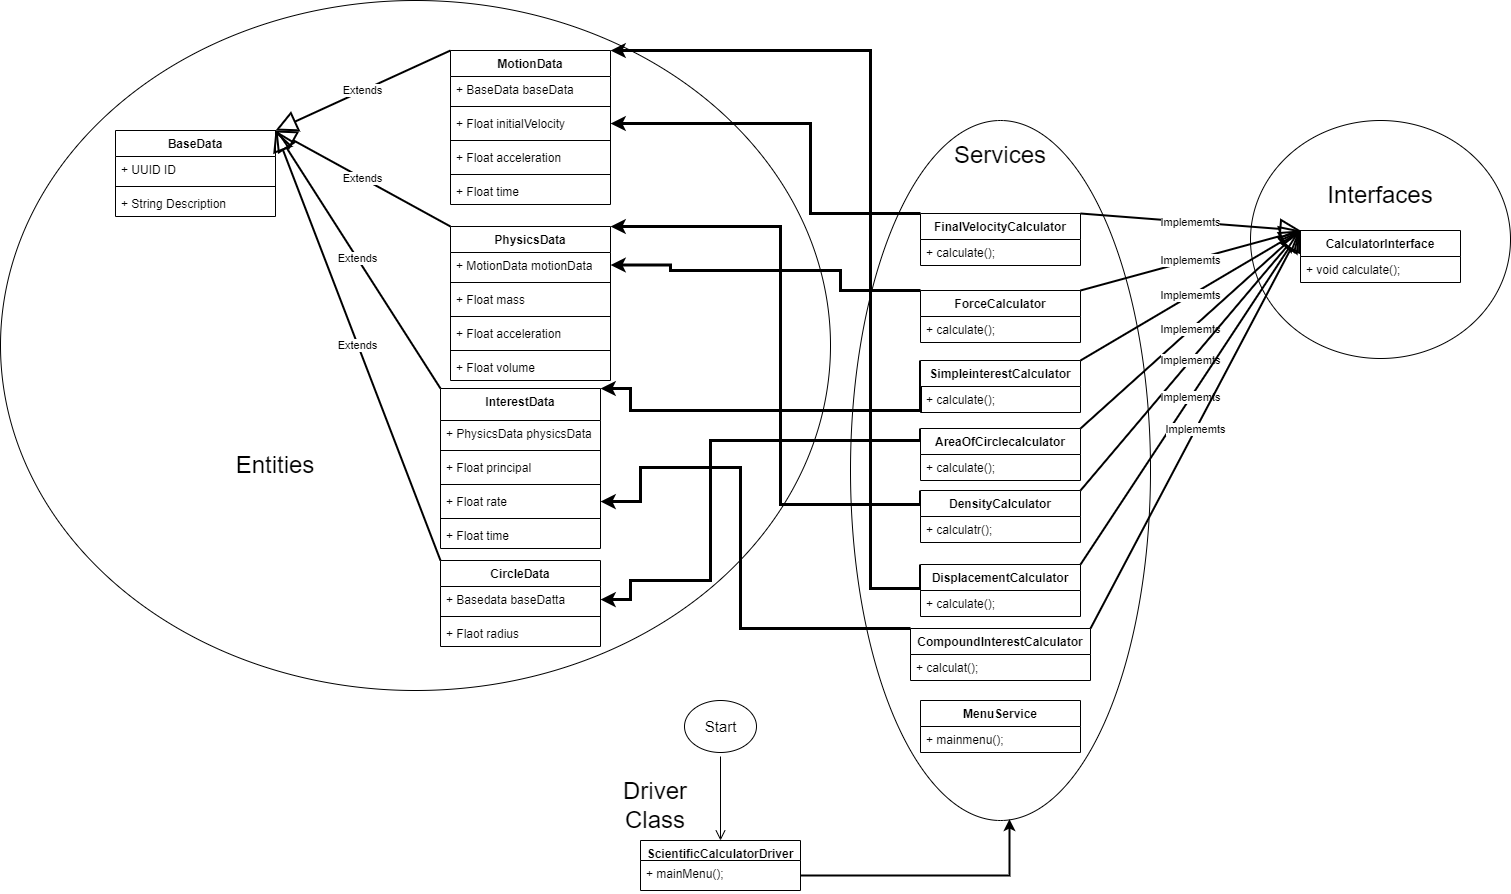 BaseData
+ UUID ID
+ String Description
Extends
Extends
Extends
Extends
Entities
MotionData
+ BaseData baseData
+ Float initialVelocity
+ Float acceleration
+ Float time
PhysicsData
+ MotionData motionData
+ Float mass
+ Float acceleration
+ Float volume
InterestData
+ PhysicsData physicsData
+ Float principal
+ Float rate
+ Float time
CircleData
+ Basedata baseDatta
+ Flaot radius
Services
FinalVelocityCalculator
+ calculate();
ForceCalculator
+ calculate();
SimpleinterestCalculator
+ calculate();
AreaOfCirclecalculator
+ calculate();
DensityCalculator
+ calculatr();
DisplacementCalculator
+ calculate();
CompoundInterestCalculator
+ calculat();
MenuService
+ mainmenu();
Implememts
Implememts
Implememts
Implememts
Implememts
Implememts
Implememts
Interfaces
CalculatorInterface
+ void calculate();
Start
Driver
Class
ScientificCalculatorDriver
+ mainMenu();